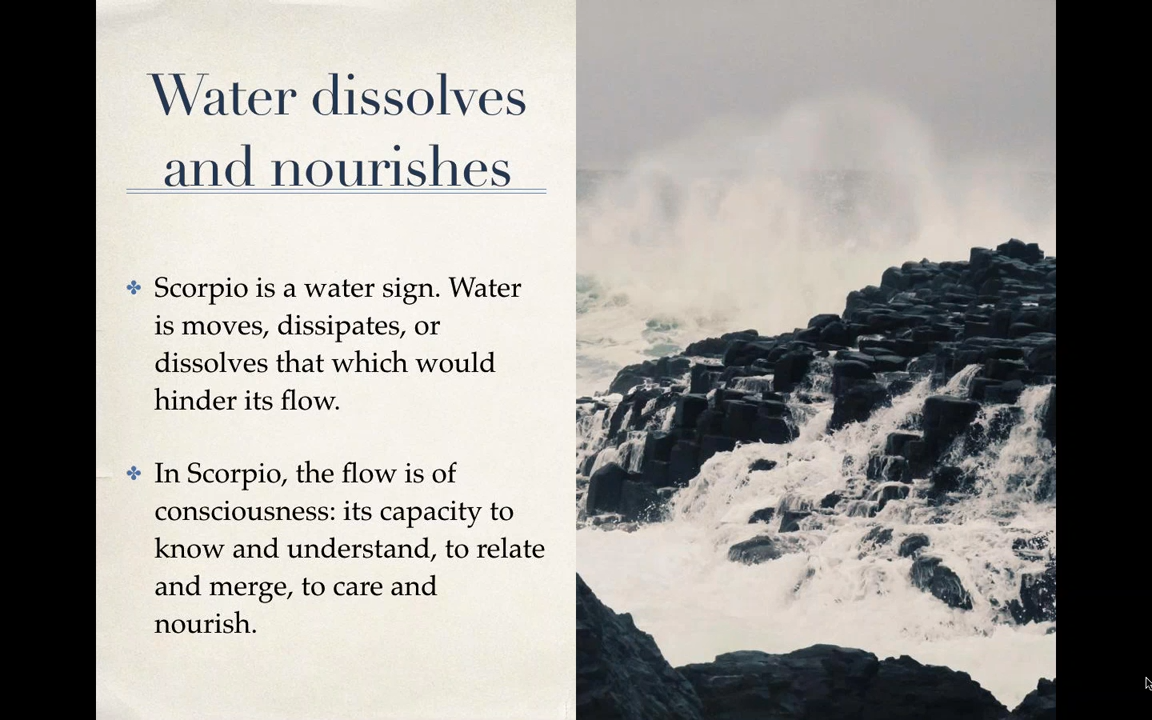 Water dissolves
and nourishes
Scorpio is a water sign. Water
is moves, dissipates, or
dissolves that which would
hinder its flow.
In Scorpio, the flow is of
consciousness: its capacity to
know and understand, to relate
and merge, to care and
nourish.